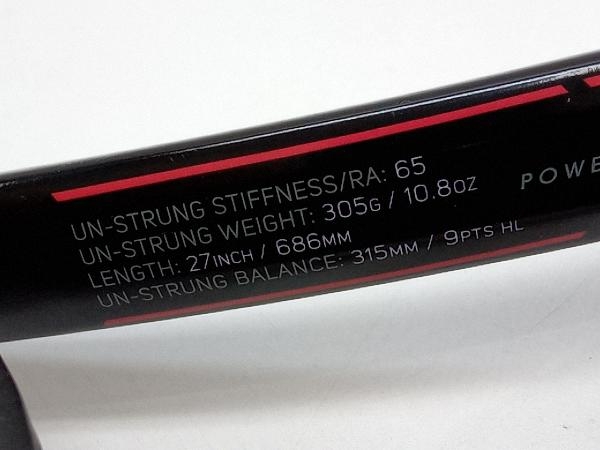 UN-STRUNG STIFFNESS/RA: 65
UN-STRUNG WEIGHT: 305G / 10.8OZ
LENGTH: 27INCH / 686MM
UN-STRUNG BALANCE: 315MM / 9PTS HL
POWE